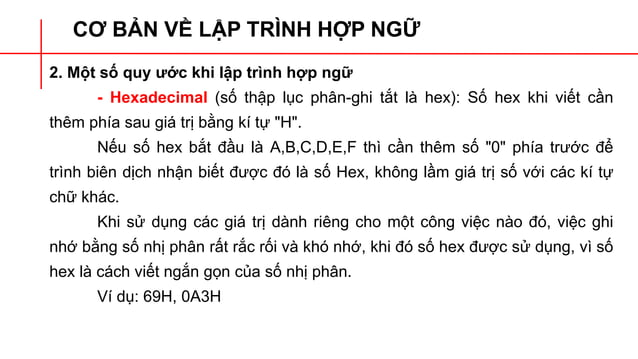 CƠ BẢN VỀ LẬP TRÌNH HỢP NGỮ
2. Một số quy ước khi lập trình hợp ngữ
- Hexadecimal (số thập lục phân-ghi tắt là hex): Số hex khi viết cần
thêm phía sau giá trị bằng kí tự "H".
Nếu số hex bắt đầu là A,B,C,D,E,F thì cần thêm số "0" phía trước để
trình biên dịch nhận biết được đó là số Hex, không lầm giá trị số với các kí tự
chữ khác.
Khi sử dụng các giá trị dành riêng cho một công việc nào đó, việc ghi
nhớ bằng số nhị phân rất rắc rối và khó nhớ, khi đó số hex được sử dụng, vì số
hex là cách viết ngắn gọn của số nhị phân.
Ví dụ: 69H, 0A3H